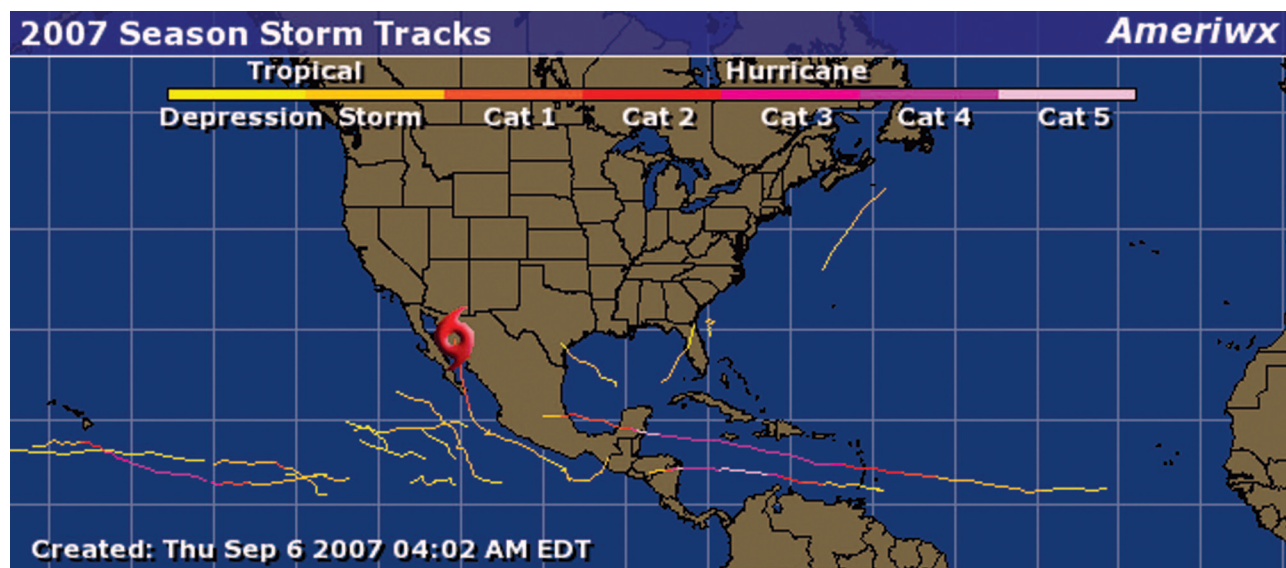 2007 Season Storm Tracks
Ameriwx
Tropical
Hurricane
Depression Storm Cat 1 Cat 2 Cat 3 Cat 4 Cat 5
Created: Thu Sep 6 2007 04:02 AM EDT